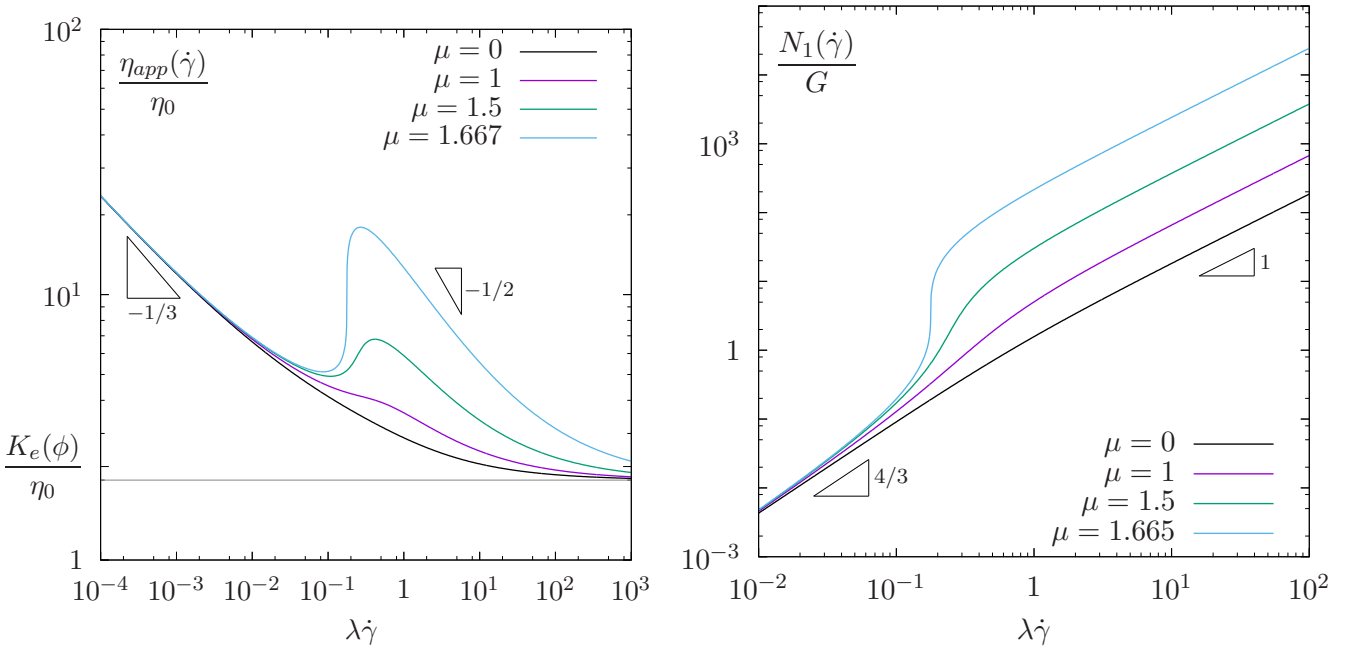 10^2
η_app(γ̇)
η_0
μ = 0
μ = 1
μ = 1.5
μ = 1.667
10^1
−1/3
−1/2
K_e(ϕ)
η_0
1
10^−4 10^−3 10^−2 10^−1 1 10^1 10^2 10^3
λγ̇
N_1(γ̇)
G
10^3
1
1
4/3
μ = 0
μ = 1
μ = 1.5
μ = 1.665
10^−3
10^−2 10^−1 1 10^1 10^2
λγ̇